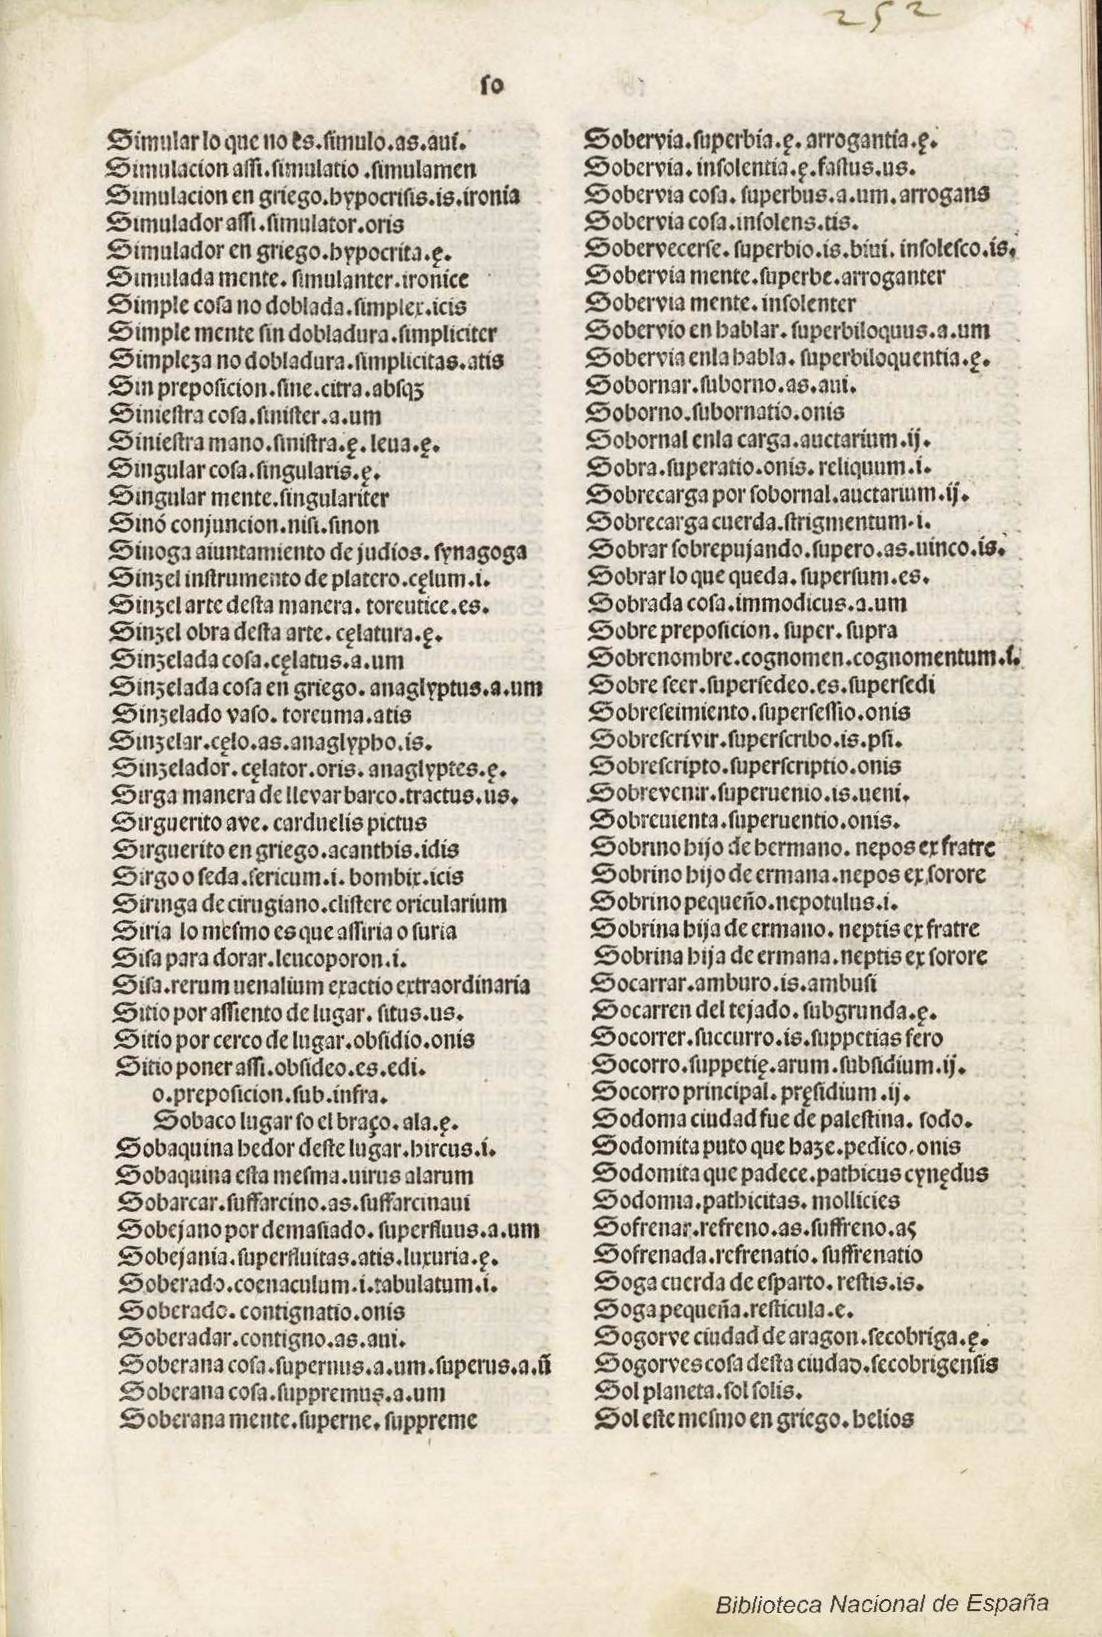 252
so
Simular lo que no es.simulo.as.aui.
Simulacion assi.simulatio.simulamen
Simulacion en griego.hypocrisis.is.ironia
Simulador assi.simulator.oris
Simulador en griego.hypocrita.ę.
Simulada mente.simulanter.ironice
Simple cosa no doblada.simplex.icis
Simple mente sin dobladura.simpliciter
Simpleza no dobladura.simplicitas.atis
Sin preposicion.sine.citra.absqꝫ
Siniestra cosa.sinister.a.um
Siniestra mano.sinistra.ę.leua.ę.
Singular cosa.singularis.ę.
Singular mente.singulariter
Sinó conjuncion.nisi.sinon
Sinoga aiuntamiento de judios.synagoga
Sinzel instrumento de platero.cęlum.i.
Sinzel arte desta manera.toreutice.es.
Sinzel obra desta arte.cęlatura.ę.
Sinzelada cosa.cęlatus.a.um
Sinzelada cosa en griego.anaglyptus.a.um
Sinzelado vaso.toreuma.atis
Sinzelar.cęlo.as.anaglypho.is.
Sinzelador.cęlator.oris.anaglyptes.ę.
Sirga manera de llevar barco.tractus.us.
Sirguerito ave.carduelis pictus
Sirguerito en griego.acanthis.idis
Sirgo o seda.sericum.i.bombix.icis
Siringa de cirugiano.clistere oricularium
Siria lo mesmo es que assiria o suria
Sisa para dorar.leucoporon.i.
Sisa.rerum uenalium exactio extraordinaria
Sitio por assiento de lugar.situs.us.
Sitio por cerco de lugar.obsidio.onis
Sitio poner assi.obsideo.es.edi.
o.preposicion.sub.infra.
Sobaco lugar so el braço.ala.ę.
Sobaquina hedor deste lugar.hircus.i.
Sobaquina esta mesma.uirus alarum
Sobarcar.suffarcino.as.suffarcinaui
Sobejano por demasiado.superfluus.a.um
Sobejania.superfluitas.atis.luxuria.ę.
Soberado.coenaculum.i.tabulatum.i.
Soberado.contignatio.onis
Soberadar.contigno.as.aui.
Soberana cosa.supernus.a.um.superus.a.ũ
Soberana cosa.suppremus.a.um
Soberana mente.superne.suppreme
Sobervia.superbia.ę.arrogantia.ę.
Sobervia.insolentia.ę.fastus.us.
Sobervia cosa.superbus.a.um.arrogans
Sobervia cosa.insolens.tis.
Sobervecerse.superbio.is.biui.insolesco.is.
Sobervia mente.superbe.arroganter
Sobervia mente.insolenter
Sobervio en hablar.superbiloquus.a.um
Sobervia enla habla.superbiloquentia.ę.
Sobornar.suborno.as.aui.
Soborno.subornatio.onis
Sobornal enla carga.auctarium.ij.
Sobra.superatio.onis.reliquum.i.
Sobrecarga por sobornal.auctarium.ij.
Sobrecarga cuerda.strigmentum.i.
Sobrar sobrepujando.supero.as.uinco.is.
Sobrar lo que queda.supersum.es.
Sobrada cosa.immodicus.a.um
Sobre preposicion.super.supra
Sobrenombre.cognomen.cognomentum.i.
Sobre seer.supersedeo.es.supersedi
Sobreseimiento.supersessio.onis
Sobrescrivir.superscribo.is.psi.
Sobrescripto.superscriptio.onis
Sobrevenir.superuenio.is.ueni.
Sobreuienta.superuentio.onis.
Sobrino hijo de hermano.nepos ex fratre
Sobrino hijo de ermana.nepos ex sorore
Sobrino pequeño.nepotulus.i.
Sobrina hija de ermano.neptis ex fratre
Sobrina hija de ermana.neptis ex sorore
Socarrar.amburo.is.ambusi
Socarren del tejado.subgrunda.ę.
Socorrer.succurro.is.suppetias fero
Socorro.suppetię.arum.subsidium.ij.
Socorro principal.pręsidium.ij.
Sodoma ciudad fue de palestina.sodo.
Sodomita puto que haze.pedico.onis
Sodomita que padece.pathicus cynędus
Sodomia.pathicitas.mollicies
Sofrenar.refreno.as.suffreno.as
Sofrenada.refrenatio.suffrenatio
Soga cuerda de esparto.restis.is.
Soga pequeña.resticula.e.
Sogorve ciudad de aragon.secobriga.ę.
Sogorves cosa desta ciudad.secobrigensis
Sol planeta.sol solis.
Sol este mesmo en griego.helios
Biblioteca Nacional de España